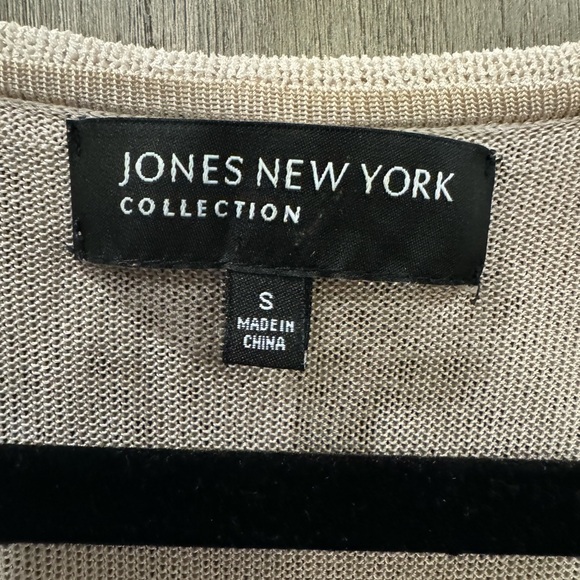 JONES NEW YORK
COLLECTION
S
MADE IN
CHINA